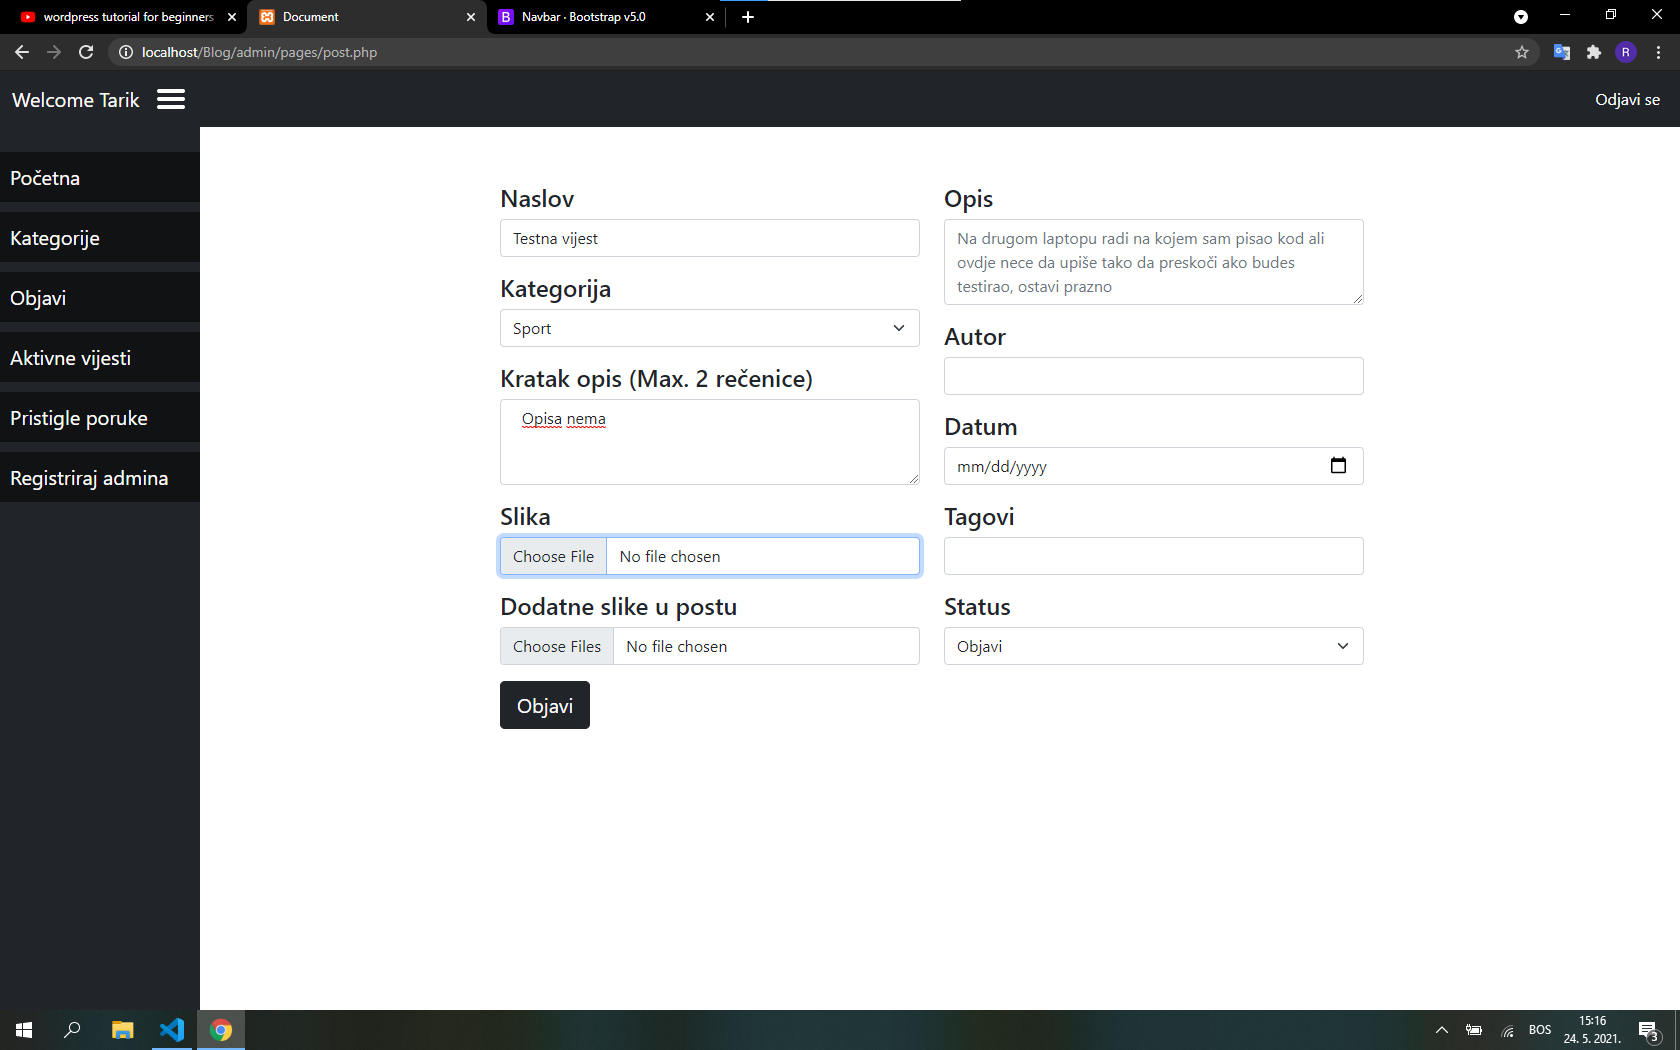 wordpress tutorial for beginners
Document
Navbar · Bootstrap v5.0
localhost/Blog/admin/pages/post.php
R
Welcome Tarik
Odjavi se
Početna
Kategorije
Objavi
Aktivne vijesti
Pristigle poruke
Registriraj admina
Naslov
Testna vijest
Kategorija
Sport
Kratak opis (Max. 2 rečenice)
Opisa nema
Slika
Choose File No file chosen
Dodatne slike u postu
Choose Files No file chosen
Objavi
Opis
Na drugom laptopu radi na kojem sam pisao kod ali
ovdje nece da upiše tako da preskoči ako budes
testirao, ostavi prazno
Autor
Datum
mm/dd/yyyy
Tagovi
Status
Objavi
BOS
15:16
24. 5. 2021.
3